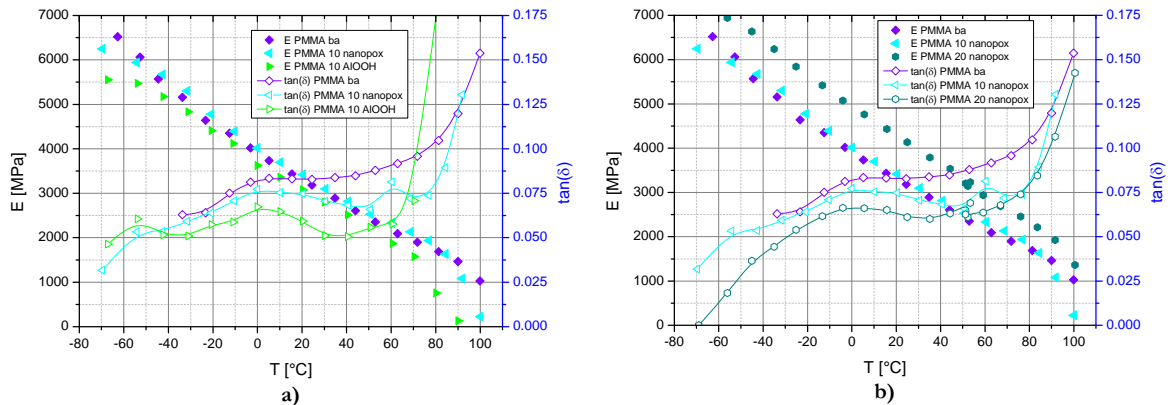 7000
6000
5000
4000
3000
2000
1000
0
E [MPa]
-80 -60 -40 -20 0 20 40 60 80 100
T [°C]
0.175
0.150
0.125
0.100
0.075
0.050
0.025
0.000
tan(δ)
E PMMA ba
E PMMA 10 nanopox
E PMMA 10 AlOOH
tan(δ) PMMA ba
tan(δ) PMMA 10 nanopox
tan(δ) PMMA 10 AlOOH
a)
7000
6000
5000
4000
3000
2000
1000
0
E [MPa]
-80 -60 -40 -20 0 20 40 60 80 100
T [°C]
0.175
0.150
0.125
0.100
0.075
0.050
0.025
0.000
tan(δ)
E PMMA ba
E PMMA 10 nanopox
E PMMA 20 nanopox
tan(δ) PMMA ba
tan(δ) PMMA 10 nanopox
tan(δ) PMMA 20 nanopox
b)